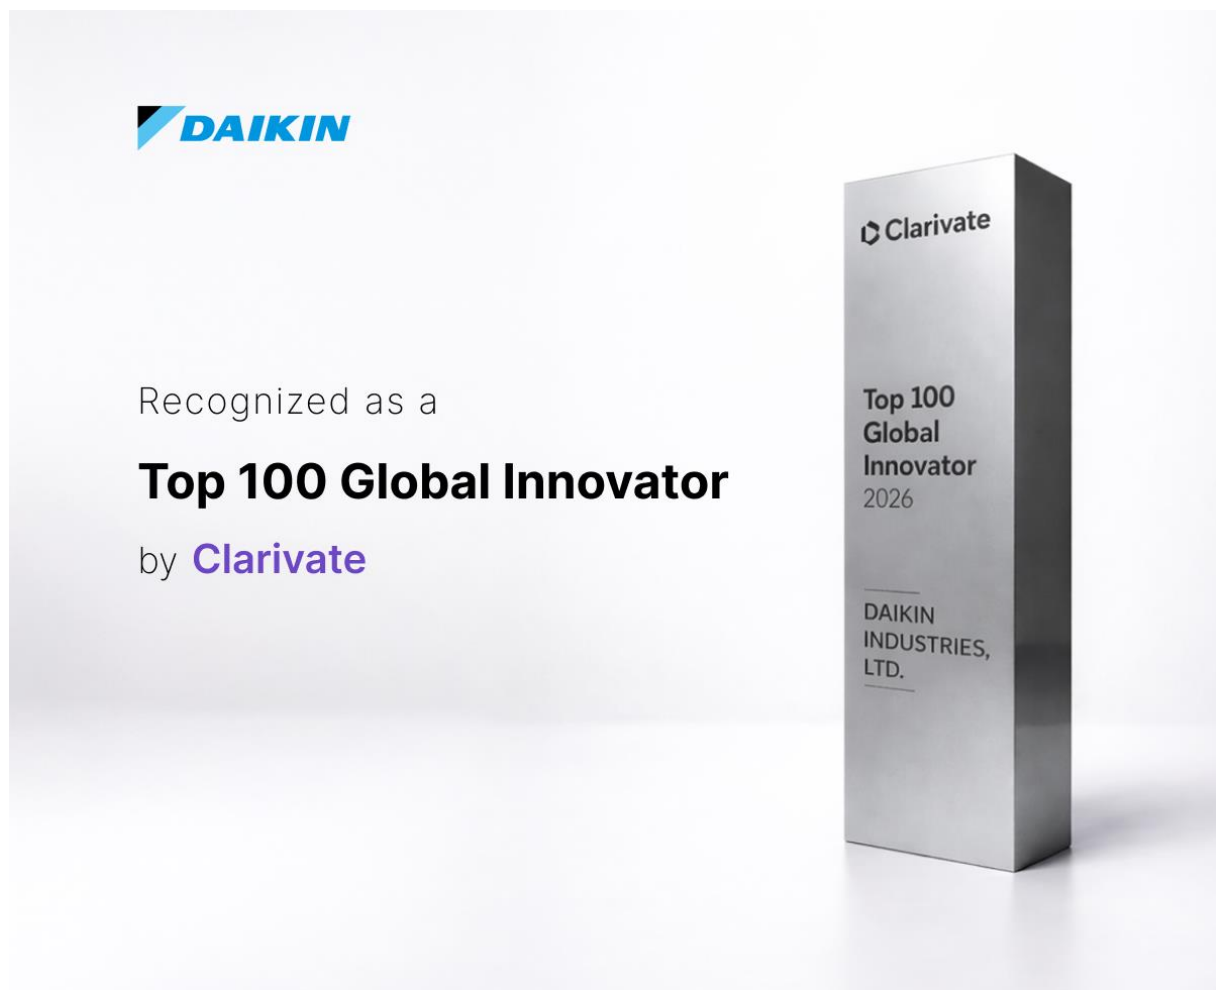 DAIKIN
Recognized as a
Top 100 Global Innovator
by Clarivate
Clarivate
Top 100
Global
Innovator
2026
DAIKIN
INDUSTRIES,
LTD.